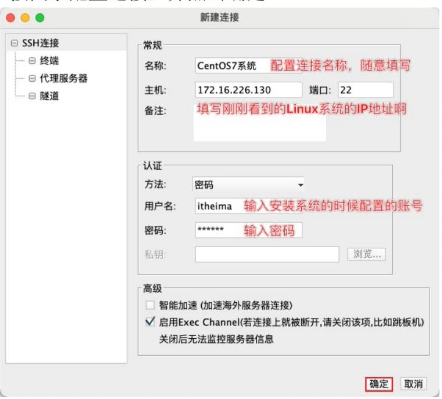 新建连接
SSH连接
终端
代理服务器
隧道
常规
名称: CentOS7系统 配置连接名称，随意填写
主机: 172.16.226.130 端口: 22
备注: 填写刚刚看到的Linux系统的IP地址啊
认证
方法: 密码
用户名: itheima 输入安装系统的时候配置的账号
密码: ****** 输入密码
私钥: 浏览...
高级
智能加速 (加速海外服务器连接)
启用Exec Channel(若连接上就被断开,请关闭该项,比如跳板机)
关闭后无法监控服务器信息
确定 取消